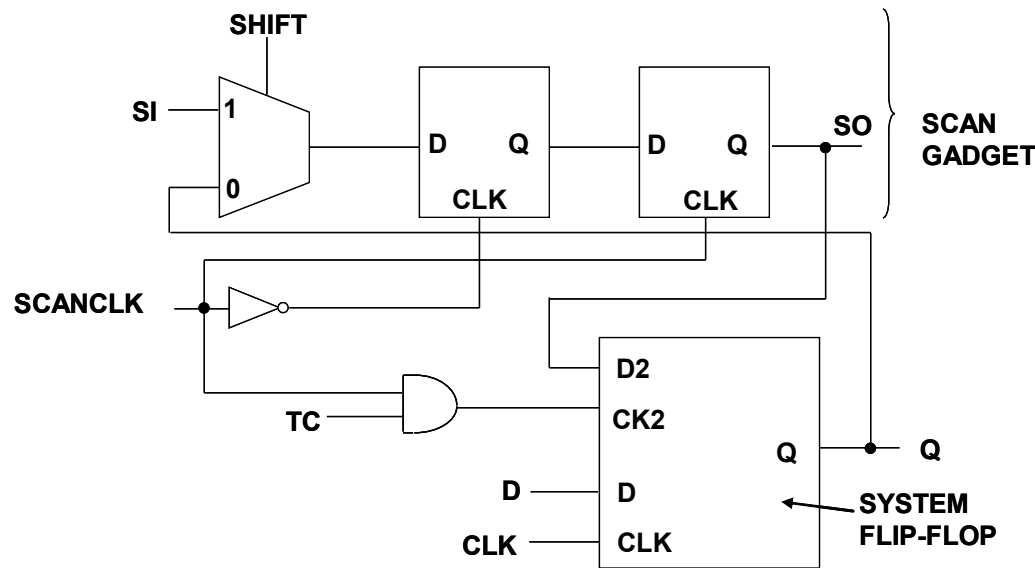 SHIFT
SI
1
0
D
Q
CLK
D
Q
CLK
SO
SCAN
GADGET
SCANCLK
TC
D2
CK2
D
D
CLK
CLK
Q
Q
SYSTEM
FLIP-FLOP